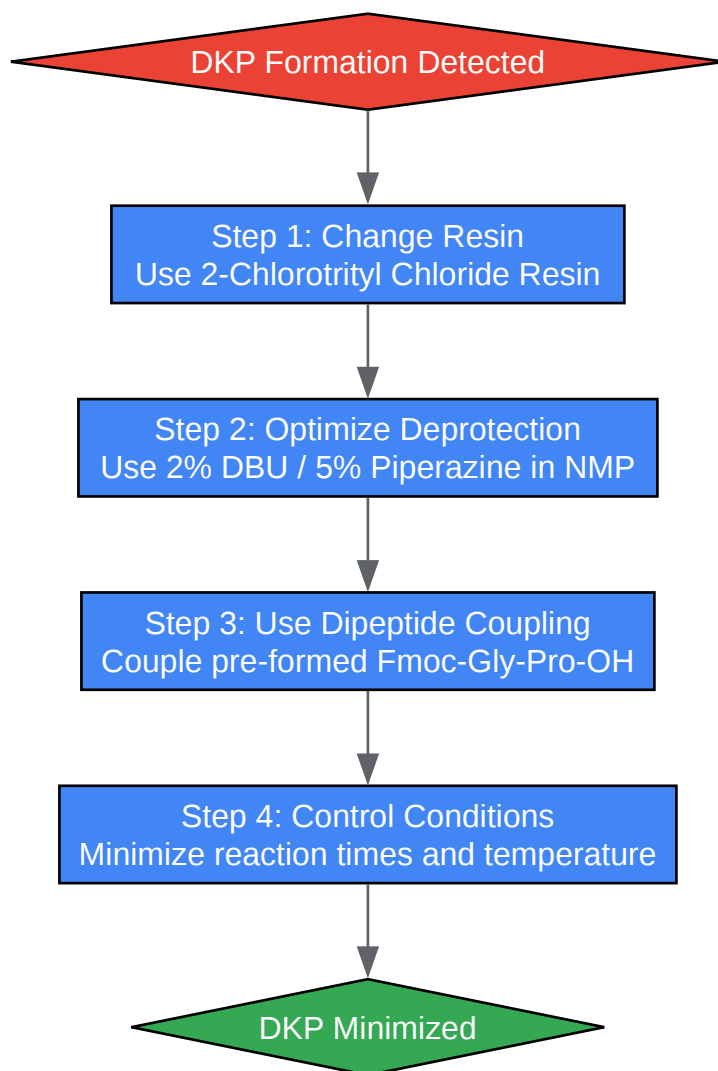 DKP Formation Detected
Step 1: Change Resin
Use 2-Chlorotrityl Chloride Resin
Step 2: Optimize Deprotection
Use 2% DBU / 5% Piperazine in NMP
Step 3: Use Dipeptide Coupling
Couple pre-formed Fmoc-Gly-Pro-OH
Step 4: Control Conditions
Minimize reaction times and temperature
DKP Minimized